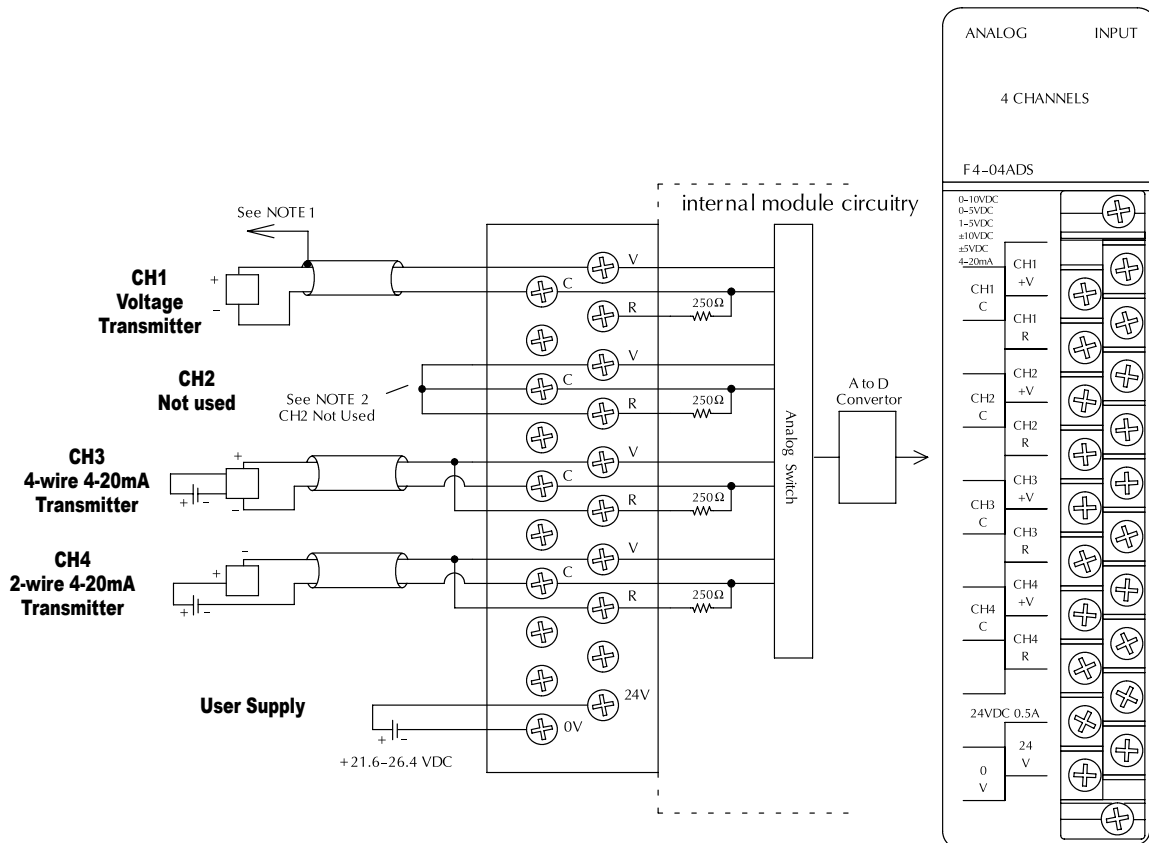 See NOTE 1
CH1
Voltage
Transmitter
+
–
CH2
Not used
See NOTE 2
CH2 Not Used
CH3
4-wire 4-20mA
Transmitter
+
–
+
-
CH4
2-wire 4-20mA
Transmitter
–
+
+
-
User Supply
+
-
+21.6–26.4 VDC
V
C
R
250Ω
V
C
R
250Ω
V
C
R
250Ω
V
C
R
250Ω
24V
0V
internal module circuitry
Analog Switch
A to D
Convertor
ANALOG INPUT
4 CHANNELS
F4–04ADS
0–10VDC
0–5VDC
1–5VDC
±10VDC
±5VDC
4–20mA
CH1
+V
CH1
C
CH1
R
CH2
+V
CH2
C
CH2
R
CH3
+V
CH3
C
CH3
R
CH4
+V
CH4
C
CH4
R
24VDC 0.5A
24
V
0
V